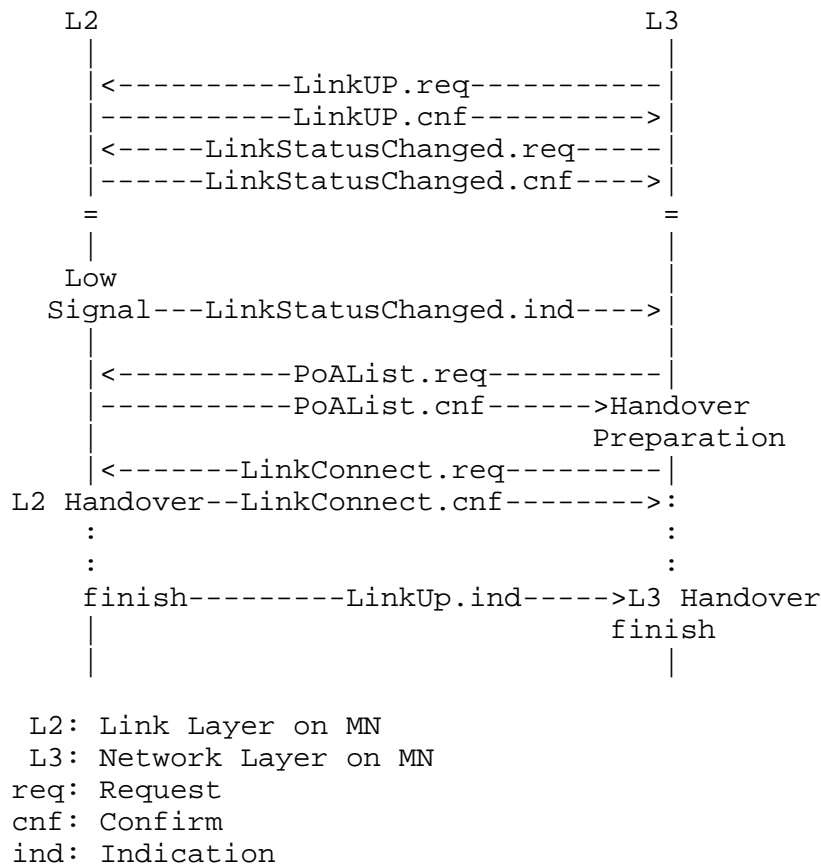 L2                              L3
|                               |
|<----------LinkUP.req-----------|
|-----------LinkUP.cnf---------->|
|<-----LinkStatusChanged.req-----|
|------LinkStatusChanged.cnf---->|
=                               =
|                               |
Low                             |
Signal---LinkStatusChanged.ind---->|
|                               |
|<----------PoAList.req----------|
|-----------PoAList.cnf------>Handover
|                           Preparation
|<-------LinkConnect.req---------|
L2 Handover--LinkConnect.cnf-------->:
:                               :
:                               :
finish---------LinkUp.ind----->L3 Handover
|                            finish
|                               |
L2: Link Layer on MN
L3: Network Layer on MN
req: Request
cnf: Confirm
ind: Indication